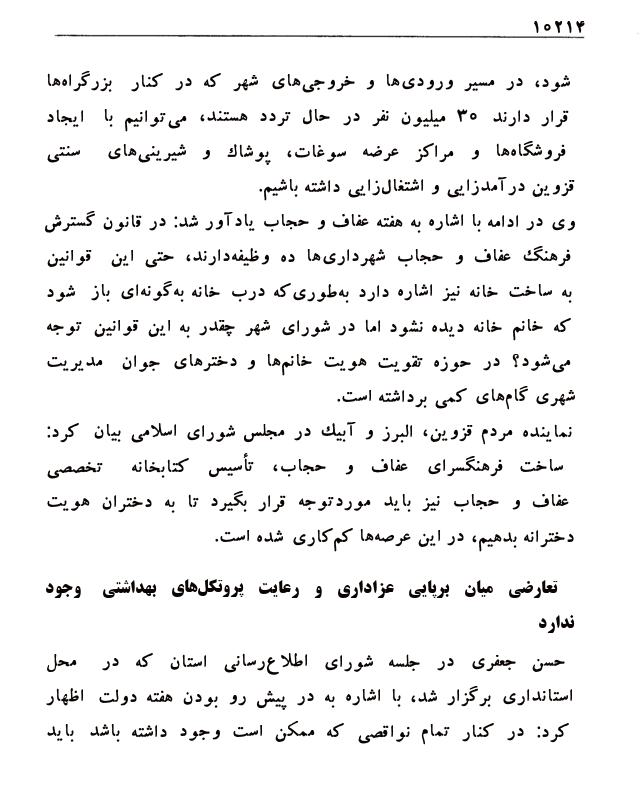 ۱۰۲۱۴
شود، در مسیر ورودی‌ها و خروجی‌های شهر که در کنار بزرگراه‌ها
قرار دارند ۳۰ میلیون نفر در حال تردد هستند، می‌توانیم با ایجاد
فروشگاه‌ها و مراکز عرضه سوغات، پوشاك و شیرینی‌های سنتی
قزوین درآمدزایی و اشتغال‌زایی داشته باشیم.
وی در ادامه با اشاره به هفته عفاف و حجاب یادآور شد: در قانون گسترش
فرهنگ عفاف و حجاب شهرداری‌ها ده وظیفه‌دارند، حتی این قوانین
به ساخت خانه نیز اشاره دارد به‌طوری‌که درب خانه به‌گونه‌ای باز شود
که خانم خانه دیده نشود اما در شورای شهر چقدر به این قوانین توجه
می‌شود؟ در حوزه تقویت هویت خانم‌ها و دخترهای جوان مدیریت
شهری گام‌های کمی برداشته است.
نماینده مردم قزوین، البرز و آبیك در مجلس شورای اسلامی بیان کرد:
ساخت فرهنگسرای عفاف و حجاب، تأسیس کتابخانه تخصصی
عفاف و حجاب نیز باید موردتوجه قرار بگیرد تا به دختران هویت
دخترانه بدهیم، در این عرصه‌ها کم‌کاری شده است.
تعارضی میان برپایی عزاداری و رعایت پروتکل‌های بهداشتی وجود
ندارد
حسن جعفری در جلسه شورای اطلاع‌رسانی استان که در محل
استانداری برگزار شد، با اشاره به در پیش رو بودن هفته دولت اظهار
کرد: در کنار تمام نواقصی که ممکن است وجود داشته باشد باید